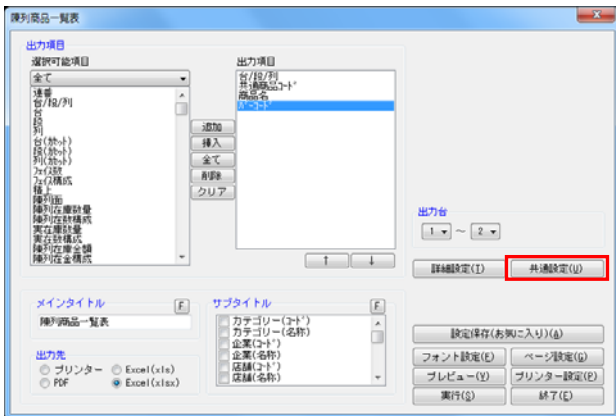 陳列商品一覧表
出力項目
選択可能項目
全て
連番
台/段/列
台
段
列
台(ｶｾｯﾄ)
段(ｶｾｯﾄ)
列(ｶｾｯﾄ)
ﾌｪｲｽ数
ﾌｪｲｽ構成
積上
陳列面
陳列在庫数量
陳列在数構成
実在庫数量
実在数構成
陳列在庫金額
陳列在金構成
追加
挿入
全て
削除
クリア
出力項目
台/段/列
共通商品ｺｰﾄﾞ
商品名
ﾊﾞｰｺｰﾄﾞ
↑
↓
出力台
1 ～ 2
詳細設定(T)
共通設定(U)
メインタイトル
F
陳列商品一覧表
サブタイトル
F
カテゴリー(ｺｰﾄﾞ)
カテゴリー(名称)
企業(ｺｰﾄﾞ)
企業(名称)
店舗(ｺｰﾄﾞ)
店舗(名称)
出力先
プリンター
Excel(xls)
PDF
Excel(xlsx)
設定保存(お気に入り)(A)
フォント設定(F)
ページ設定(G)
プレビュー(V)
プリンター設定(P)
実行(S)
終了(E)